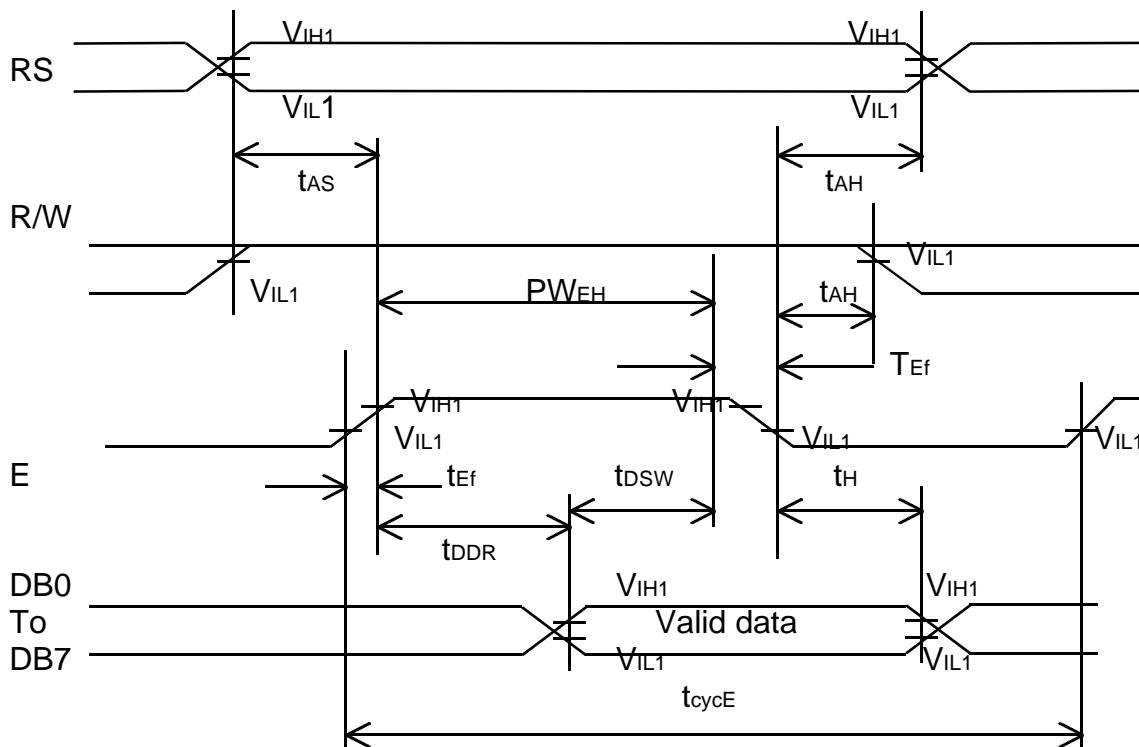 VIH1 VIH1
RS
VIL1 VIL1
tAS tAH
R/W
VIL1
VIL1 PWEH tAH
TEf
VIH1 VIH1
VIL1 VIL1 VIL1
E tEf tDSW tH
tDDR
DB0 VIH1 VIH1
To Valid data
DB7 VIL1 VIL1
tcycE